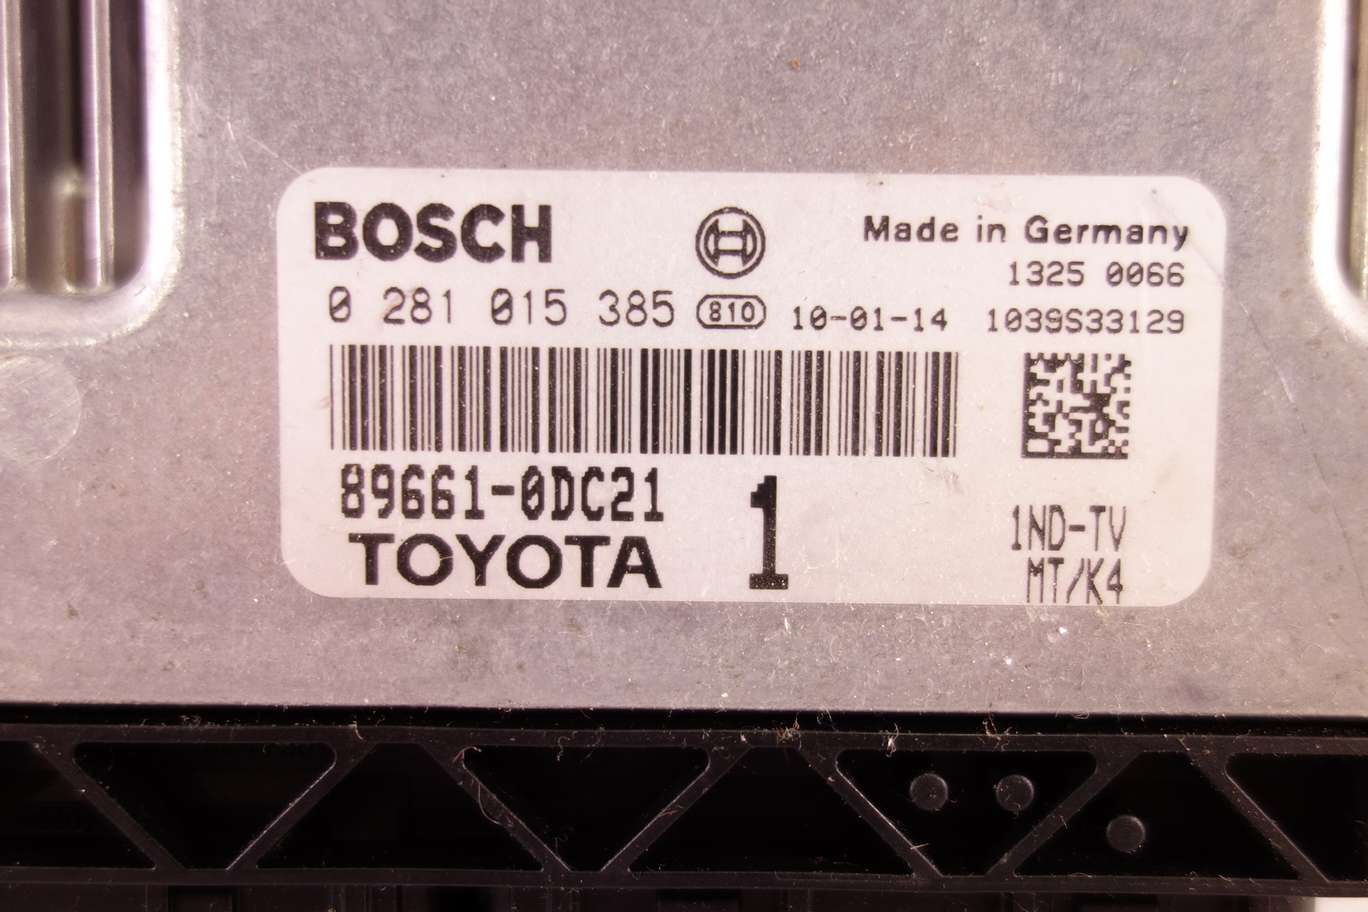 BOSCH
Made in Germany
1325 0066
0 281 015 385 810 10-01-14 1039S33129
89661-0DC21 1
TOYOTA
1ND-TV
MT/K4